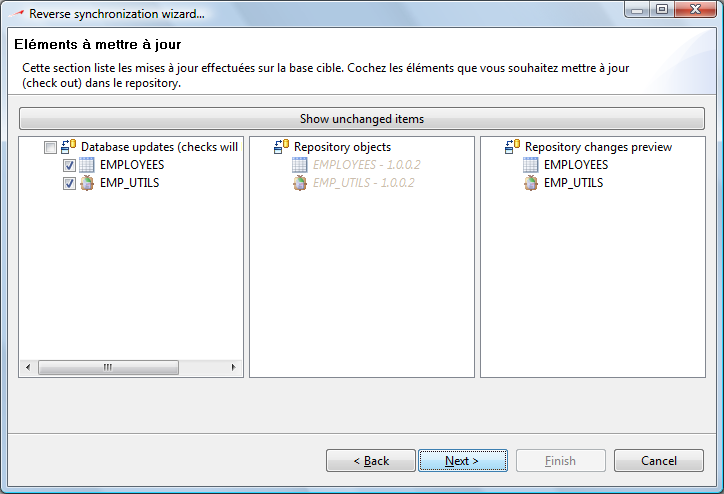 Reverse synchronization wizard...
Eléments à mettre à jour
Cette section liste les mises à jour effectuées sur la base cible. Cochez les éléments que vous souhaitez mettre à jour
(check out) dans le repository.
Show unchanged items
Database updates (checks will
EMPLOYEES
EMP_UTILS
Repository objects
EMPLOYEES - 1.0.0.2
EMP_UTILS - 1.0.0.2
Repository changes preview
EMPLOYEES
EMP_UTILS
< Back
Next >
Finish
Cancel